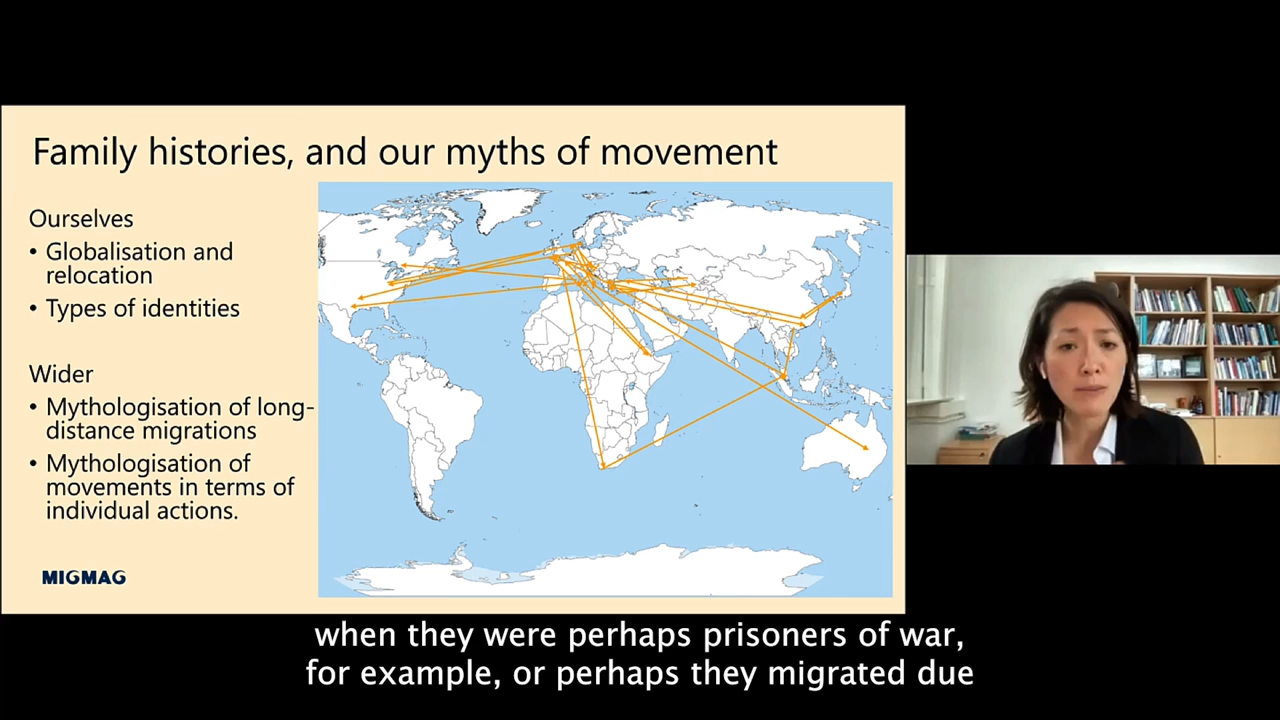 Family histories, and our myths of movement
Ourselves
• Globalisation and
relocation
• Types of identities
Wider
• Mythologisation of long-
distance migrations
• Mythologisation of
movements in terms of
individual actions.
MIGMAG
when they were perhaps prisoners of war,
for example, or perhaps they migrated due